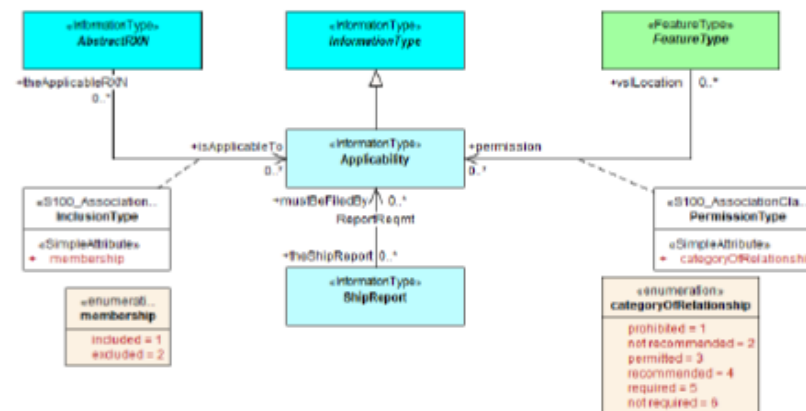 «InformationType»
AbstractRXN
«InformationType»
InformationType
«FeatureType»
FeatureType
+theApplicableRXN
0..*
+vslLocation 0..*
+isApplicableTo
0..*
«InformationType»
Applicability
+permission
0..*
«S100_Association...
InclusionType
«SimpleAttribute»
+ membership
+mustBeFiledBy 0..*
ReportReqmt
+theShipReport 0..*
«S100_AssociationCla...
PermissionType
«SimpleAttribute»
+ categoryOfRelationship
«enumerati...
membership
included = 1
excluded = 2
«InformationType»
ShipReport
«enumeration»
categoryOfRelationship
prohibited = 1
not recommended = 2
permitted = 3
recommended = 4
required = 5
not required = 6